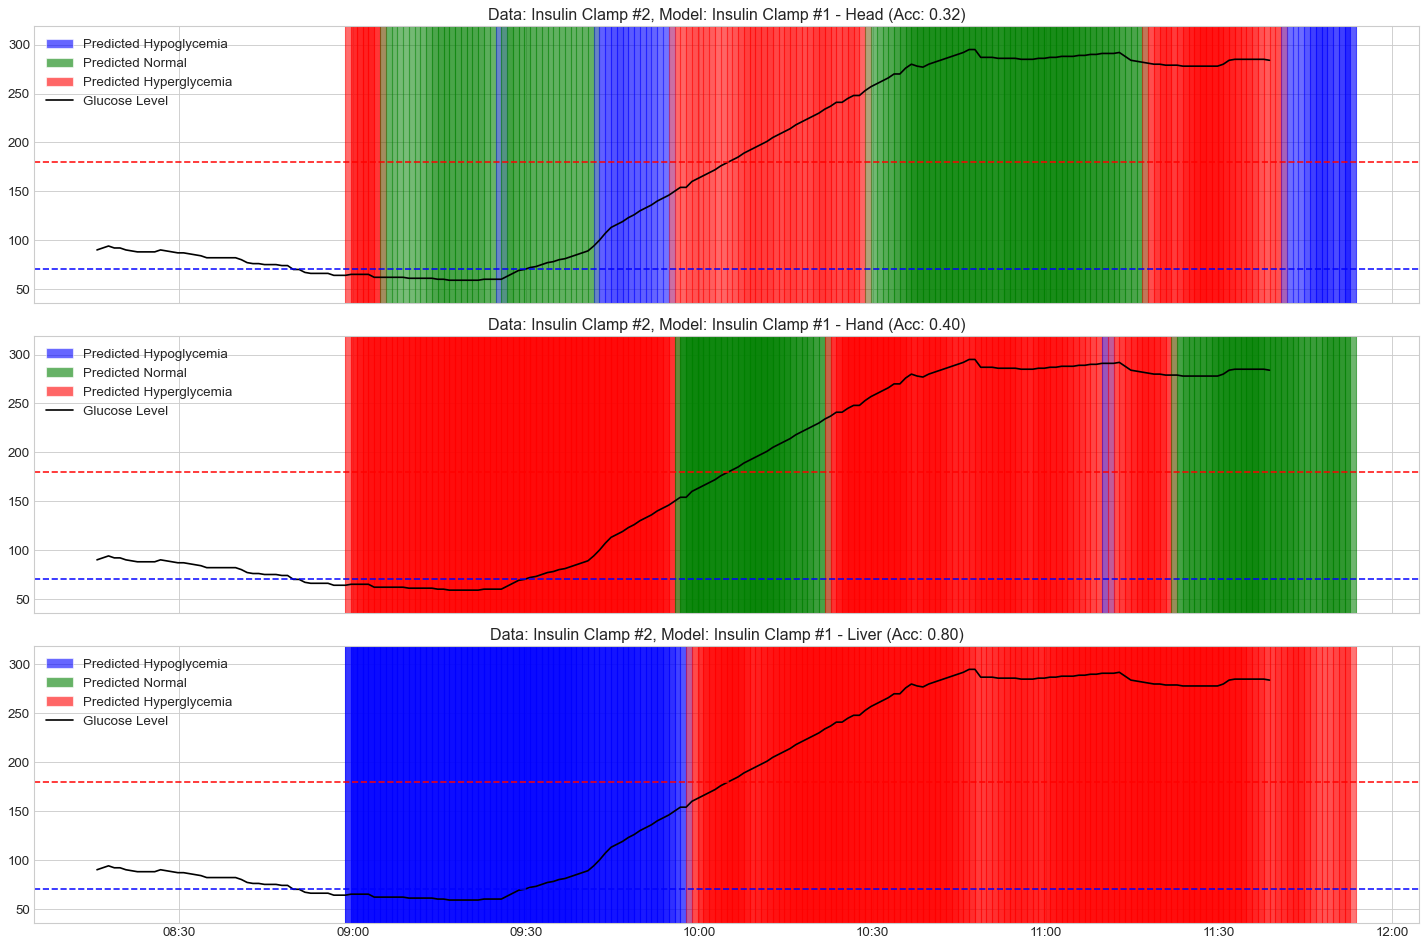 Data: Insulin Clamp #2, Model: Insulin Clamp #1 - Head (Acc: 0.32)
300
250
200
150
100
50
Predicted Hypoglycemia
Predicted Normal
Predicted Hyperglycemia
Glucose Level
Data: Insulin Clamp #2, Model: Insulin Clamp #1 - Hand (Acc: 0.40)
300
250
200
150
100
50
Predicted Hypoglycemia
Predicted Normal
Predicted Hyperglycemia
Glucose Level
Data: Insulin Clamp #2, Model: Insulin Clamp #1 - Liver (Acc: 0.80)
300
250
200
150
100
50
Predicted Hypoglycemia
Predicted Normal
Predicted Hyperglycemia
Glucose Level
08:30 09:00 09:30 10:00 10:30 11:00 11:30 12:00